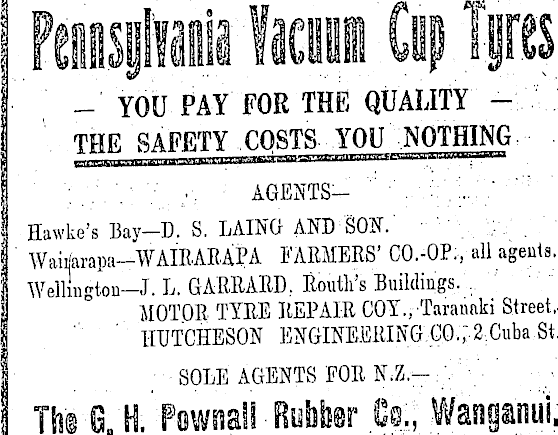 Pennsylvania Vacuum Cup Tyres
— YOU PAY FOR THE QUALITY —
THE SAFETY COSTS YOU NOTHING
AGENTS—
Hawke's Bay—D. S. LAING AND SON.
Wairarapa—WAIRARAPA FARMERS' CO.-OP., all agents.
Wellington—J. L. GARRARD, Routh's Buildings.
MOTOR TYRE REPAIR COY., Taranaki Street.
HUTCHESON ENGINEERING CO., 2 Cuba St.
SOLE AGENTS FOR N.Z.—
The G. H. Pownall Rubber Co., Wanganui.